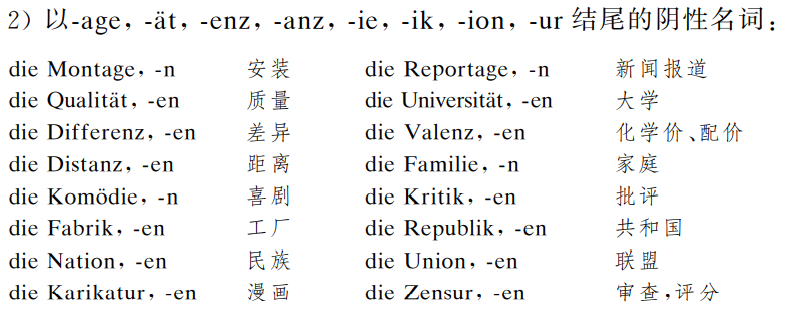 2）以-age，-ät，-enz，-anz，-ie，-ik，-ion，-ur 结尾的阴性名词：
die Montage，-n 安装 die Reportage，-n 新闻报道
die Qualität，-en 质量 die Universität，-en 大学
die Differenz，-en 差异 die Valenz，-en 化学价、配价
die Distanz，-en 距离 die Familie，-n 家庭
die Komödie，-n 喜剧 die Kritik，-en 批评
die Fabrik，-en 工厂 die Republik，-en 共和国
die Nation，-en 民族 die Union，-en 联盟
die Karikatur，-en 漫画 die Zensur，-en 审查，评分